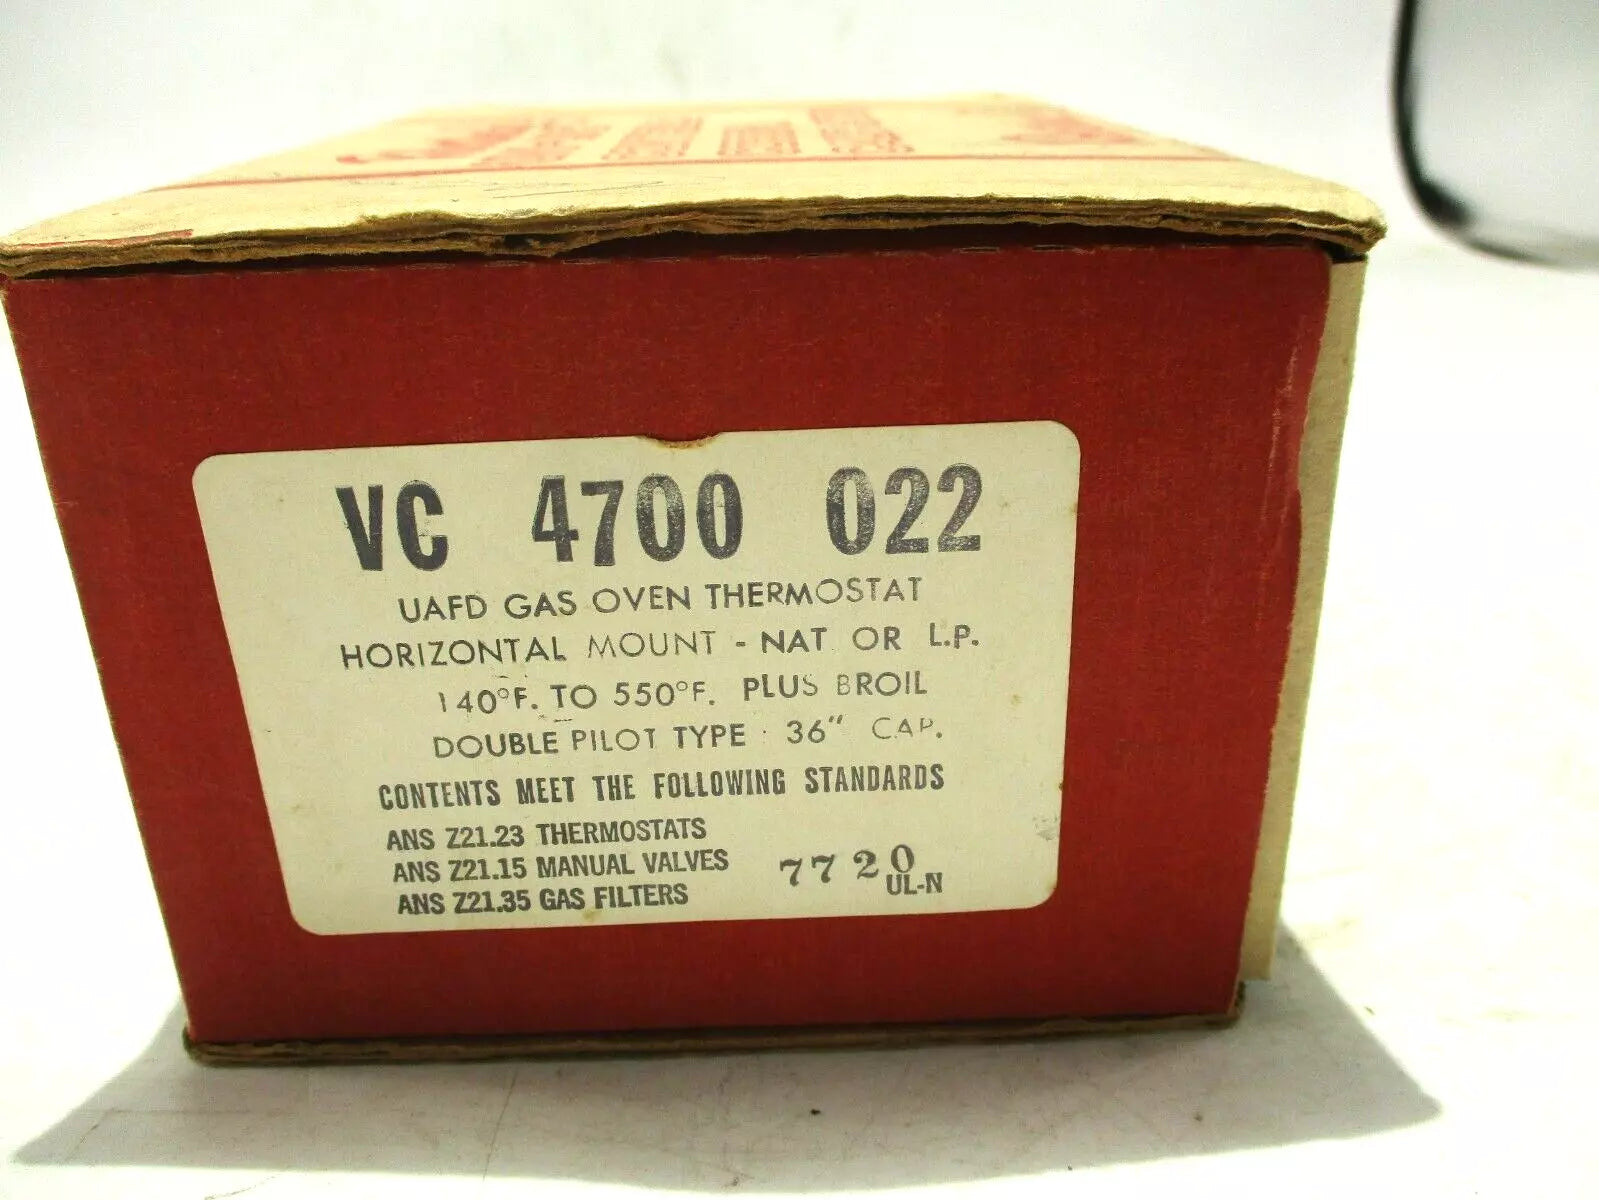 VC 4700 022
UAFD GAS OVEN THERMOSTAT
HORIZONTAL MOUNT - NAT OR L.P.
140°F. TO 550°F. PLUS BROIL
DOUBLE PILOT TYPE - 36" CAP.
CONTENTS MEET THE FOLLOWING STANDARDS
ANS Z21.23 THERMOSTATS
ANS Z21.15 MANUAL VALVES 7720
ANS Z21.35 GAS FILTERS UL-N